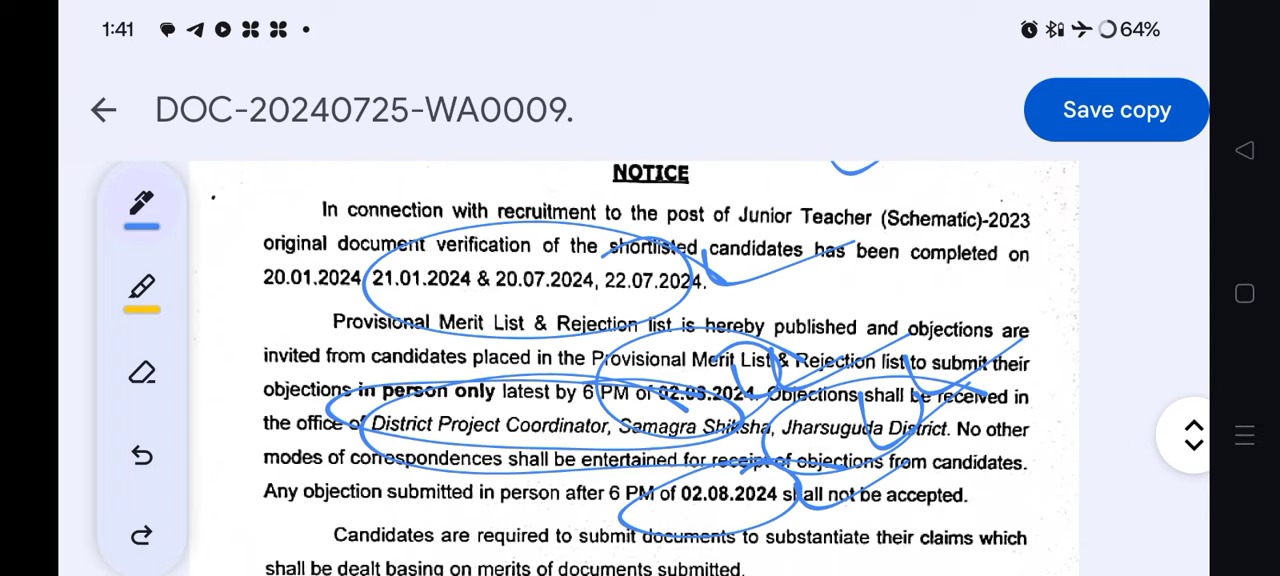 1:41
64%
DOC-20240725-WA0009.
Save copy
NOTICE
In connection with recruitment to the post of Junior Teacher (Schematic)-2023
original document verification of the shortlisted candidates has been completed on
20.01.2024, 21.01.2024 & 20.07.2024, 22.07.2024.
Provisional Merit List & Rejection list is hereby published and objections are
invited from candidates placed in the Provisional Merit List & Rejection list to submit their
objections in person only latest by 6 PM of 02.08.2024. Objections shall be received in
the office of District Project Coordinator, Samagra Shiksha, Jharsuguda District. No other
modes of correspondences shall be entertained for receipt of objections from candidates.
Any objection submitted in person after 6 PM of 02.08.2024 shall not be accepted.
Candidates are required to submit documents to substantiate their claims which
shall be dealt basing on merits of documents submitted.